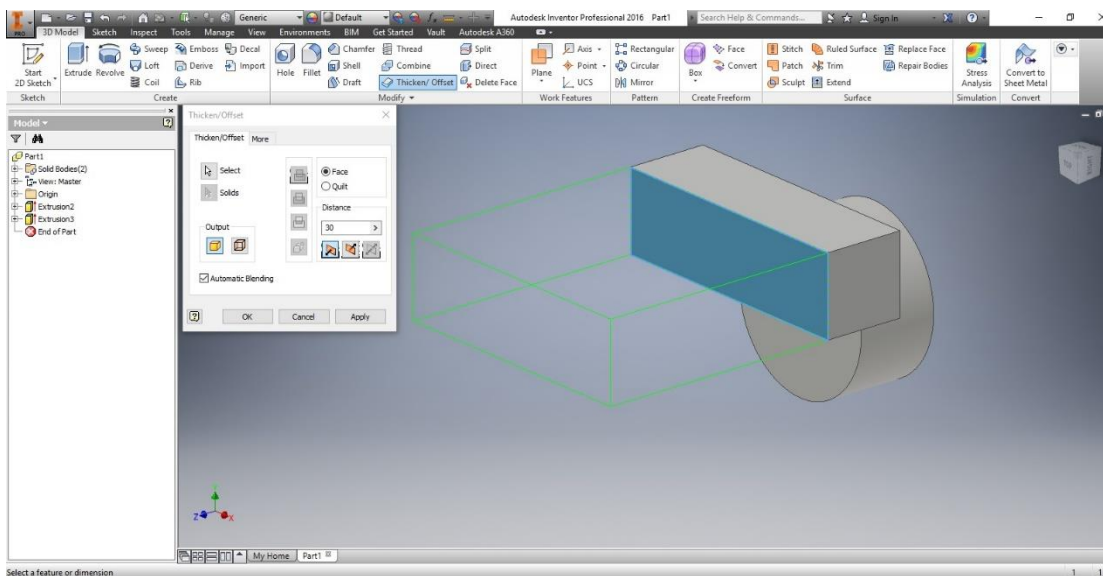 Generic Default Autodesk Inventor Professional 2016 Part1 Search Help & Commands... Sign In
PRO 3D Model Sketch Inspect Tools Manage View Environments BIM Get Started Vault Autodesk A360
Start 2D Sketch
Extrude Revolve
Sweep Emboss Decal
Loft Derive Import
Coil Rib
Hole Fillet
Chamfer Thread Split
Shell Combine Direct
Draft Thicken/ Offset Delete Face
Plane
Axis
Point
UCS
Rectangular
Circular
Mirror
Box
Face
Convert
Stitch Ruled Surface Replace Face
Patch Trim Repair Bodies
Sculpt Extend
Stress Analysis
Convert to Sheet Metal
Sketch Create Modify Work Features Pattern Create Freeform Surface Simulation Convert
Model
Part1
Solid Bodies(2)
View: Master
Origin
Extrusion2
Extrusion3
End of Part
Thicken/Offset
Thicken/Offset More
Select
Solids
Face
Quilt
Distance
30
Output
Automatic Blending
OK Cancel Apply
z x
My Home Part1
Select a feature or dimension 1 1